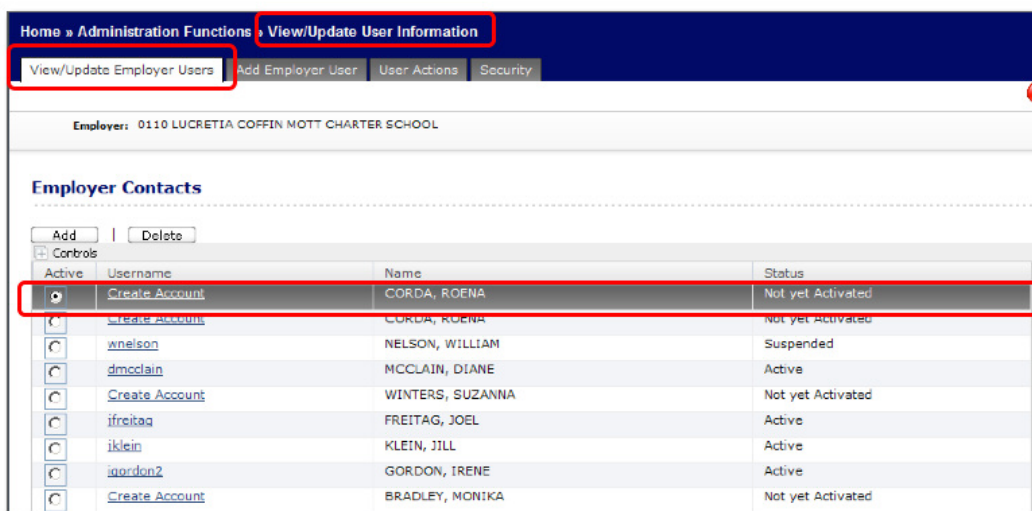 Home » Administration Functions » View/Update User Information
View/Update Employer Users Add Employer User User Actions Security
Employer: 0110 LUCRETIA COFFIN MOTT CHARTER SCHOOL
Employer Contacts
Add | Delete
Controls
Active Username Name Status
Create Account CORDA, ROENA Not yet Activated
Create Account CORDA, ROENA Not yet Activated
wnelson NELSON, WILLIAM Suspended
dmcclain MCCLAIN, DIANE Active
Create Account WINTERS, SUZANNA Not yet Activated
jfreitag FREITAG, JOEL Active
jklein KLEIN, JILL Active
igordon2 GORDON, IRENE Active
Create Account BRADLEY, MONIKA Not yet Activated